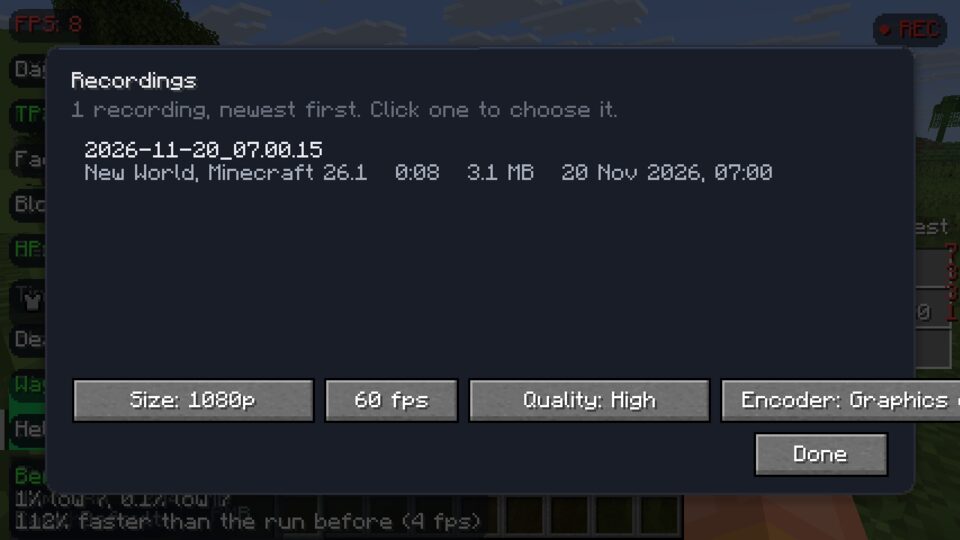 FPS: 8
REC
Recordings
1 recording, newest first. Click one to choose it.
2026-11-20_07.00.15
New World, Minecraft 26.1 0:08 3.1 MB 20 Nov 2026, 07:00
Size: 1080p
60 fps
Quality: High
Encoder: Graphics
Done
1% low 7, 0.1% low 7
112% faster than the run before (4 fps)